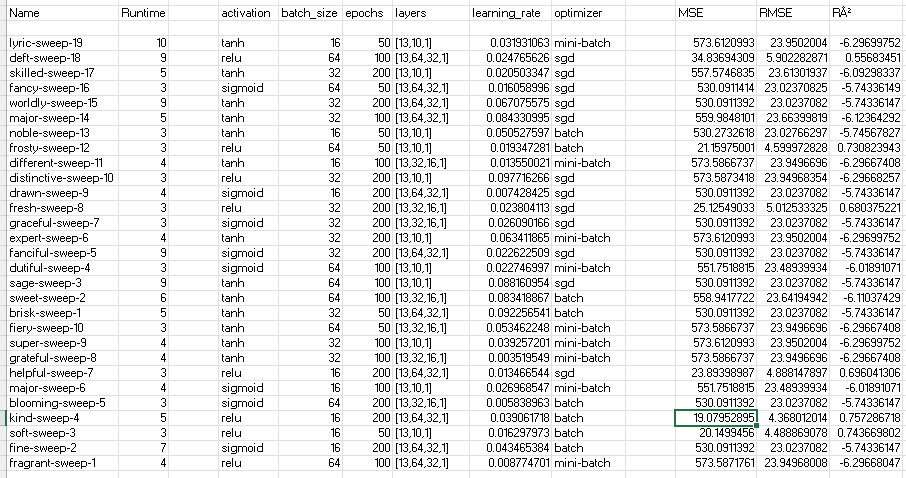 Name Runtime activation batch_size epochs layers learning_rate optimizer MSE RMSE RÂ²
lyric-sweep-19 10 tanh 16 50 [13,10,1] 0.031931063 mini-batch 573.6120993 23.9502004 -6.29699752
deft-sweep-18 9 relu 64 100 [13,64,32,1] 0.024765626 sgd 34.83694309 5.902282871 0.55683451
skilled-sweep-17 5 tanh 32 200 [13,10,1] 0.020503347 sgd 557.5746835 23.61301937 -6.09298337
fancy-sweep-16 3 sigmoid 64 50 [13,64,32,1] 0.016058996 sgd 530.0911414 23.02370825 -5.74336149
worldly-sweep-15 9 tanh 32 200 [13,64,32,1] 0.067075575 sgd 530.0911392 23.0237082 -5.74336147
major-sweep-14 5 tanh 32 100 [13,64,32,1] 0.084330995 sgd 559.9848101 23.66399819 -6.12364292
noble-sweep-13 3 tanh 16 50 [13,10,1] 0.050527597 batch 530.2732618 23.02766297 -5.74567827
frosty-sweep-12 3 relu 64 50 [13,10,1] 0.019347281 batch 21.15975001 4.599972828 0.730823943
different-sweep-11 4 tanh 16 100 [13,32,16,1] 0.013550021 mini-batch 573.5866737 23.9496696 -6.29667408
distinctive-sweep-10 3 relu 32 200 [13,10,1] 0.097716266 sgd 573.5873418 23.94968354 -6.29668257
drawn-sweep-9 4 sigmoid 16 200 [13,64,32,1] 0.007428425 sgd 530.0911392 23.0237082 -5.74336147
fresh-sweep-8 3 relu 32 200 [13,32,16,1] 0.023804113 sgd 25.12549033 5.012533325 0.680375221
graceful-sweep-7 3 sigmoid 32 200 [13,32,16,1] 0.026090166 sgd 530.0911392 23.0237082 -5.74336147
expert-sweep-6 4 tanh 32 200 [13,10,1] 0.063411865 mini-batch 573.6120993 23.9502004 -6.29699752
fanciful-sweep-5 9 sigmoid 32 200 [13,64,32,1] 0.022622509 sgd 530.0911392 23.0237082 -5.74336147
dutiful-sweep-4 3 sigmoid 64 100 [13,10,1] 0.022746997 mini-batch 551.7518815 23.48939934 -6.01891071
sage-sweep-3 9 tanh 64 100 [13,10,1] 0.088160954 sgd 530.0911392 23.0237082 -5.74336147
sweet-sweep-2 6 tanh 64 100 [13,32,16,1] 0.083418867 batch 558.9417722 23.64194942 -6.11037429
brisk-sweep-1 5 tanh 32 50 [13,64,32,1] 0.092256541 batch 530.0911392 23.0237082 -5.74336147
fiery-sweep-10 3 tanh 64 50 [13,32,16,1] 0.053462248 mini-batch 573.5866737 23.9496696 -6.29667408
super-sweep-9 4 tanh 32 100 [13,10,1] 0.039257201 mini-batch 573.6120993 23.9502004 -6.29699752
grateful-sweep-8 4 tanh 32 100 [13,32,16,1] 0.003519549 mini-batch 573.5866737 23.9496696 -6.29667408
helpful-sweep-7 3 relu 16 200 [13,64,32,1] 0.013466544 sgd 23.89398987 4.888147897 0.696041306
major-sweep-6 4 sigmoid 16 100 [13,10,1] 0.026968547 mini-batch 551.7518815 23.48939934 -6.01891071
blooming-sweep-5 3 sigmoid 64 200 [13,32,16,1] 0.005838963 batch 530.0911392 23.0237082 -5.74336147
kind-sweep-4 5 relu 16 200 [13,64,32,1] 0.039061718 batch 19.07952895 4.368012014 0.757286718
soft-sweep-3 3 relu 16 50 [13,10,1] 0.016297973 batch 20.1499456 4.488869078 0.743669802
fine-sweep-2 7 sigmoid 16 200 [13,64,32,1] 0.043465384 batch 530.0911392 23.0237082 -5.74336147
fragrant-sweep-1 4 relu 64 100 [13,64,32,1] 0.008774701 mini-batch 573.5871761 23.94968008 -6.29668047